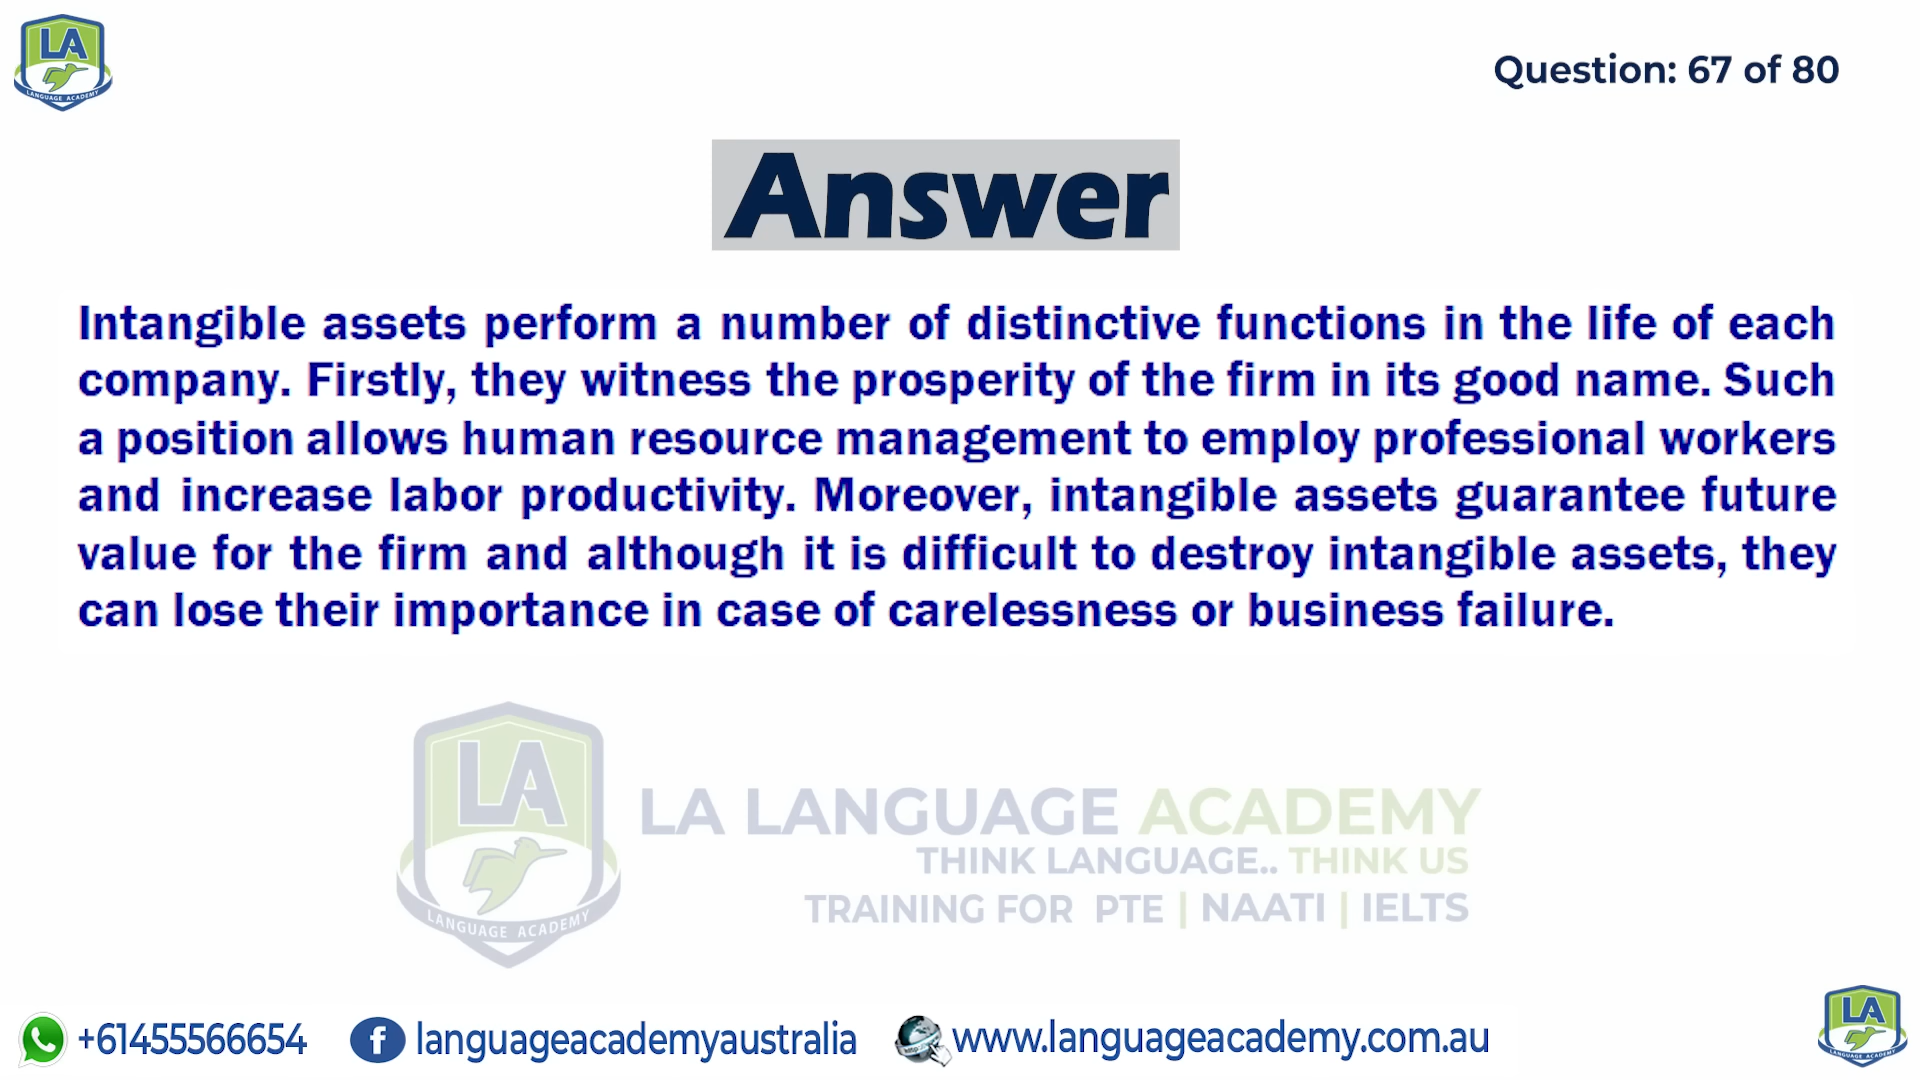 LA
LANGUAGE ACADEMY
Question: 67 of 80
Answer
Intangible assets perform a number of distinctive functions in the life of each
company. Firstly, they witness the prosperity of the firm in its good name. Such
a position allows human resource management to employ professional workers
and increase labor productivity. Moreover, intangible assets guarantee future
value for the firm and although it is difficult to destroy intangible assets, they
can lose their importance in case of carelessness or business failure.
LA
LANGUAGE ACADEMY
LA LANGUAGE ACADEMY
THINK LANGUAGE.. THINK US
TRAINING FOR PTE | NAATI | IELTS
+61455566654
f languageacademyaustralia
http
www.languageacademy.com.au
LA
LANGUAGE ACADEMY